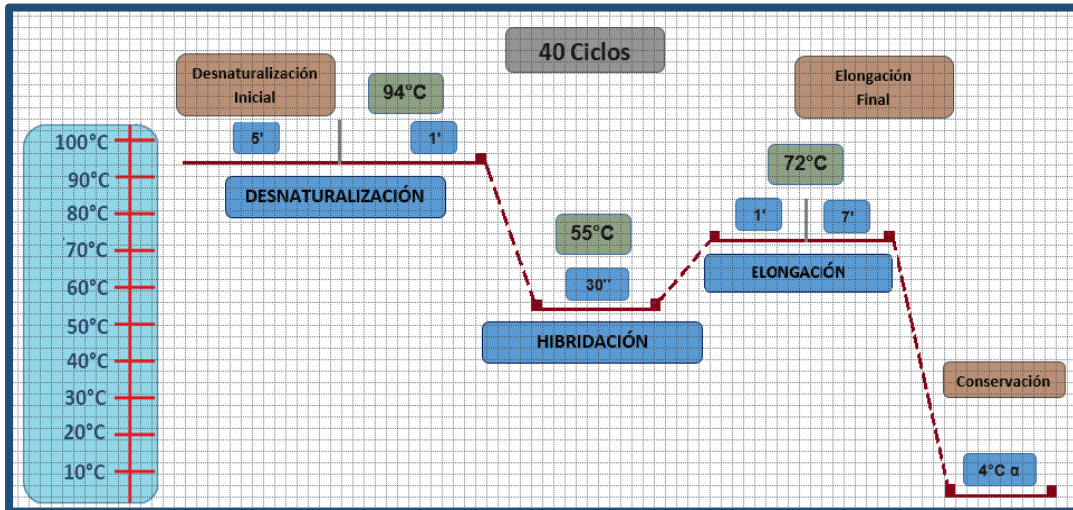 40 Ciclos
Desnaturalización
Inicial
94°C
Elongación
Final
5'
1'
DESNATURALIZACIÓN
72°C
1'
7'
ELONGACIÓN
55°C
30''
HIBRIDACIÓN
Conservación
4°C α
100°C
90°C
80°C
70°C
60°C
50°C
40°C
30°C
20°C
10°C